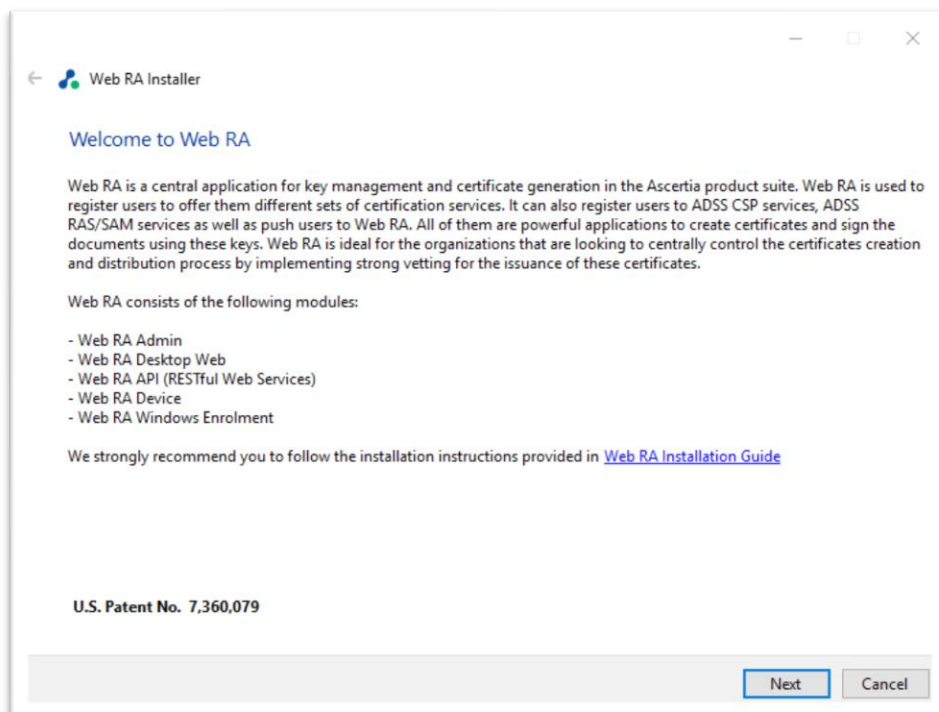 Web RA Installer
Welcome to Web RA
Web RA is a central application for key management and certificate generation in the Ascertia product suite. Web RA is used to
register users to offer them different sets of certification services. It can also register users to ADSS CSP services, ADSS
RAS/SAM services as well as push users to Web RA. All of them are powerful applications to create certificates and sign the
documents using these keys. Web RA is ideal for the organizations that are looking to centrally control the certificates creation
and distribution process by implementing strong vetting for the issuance of these certificates.
Web RA consists of the following modules:
- Web RA Admin
- Web RA Desktop Web
- Web RA API (RESTful Web Services)
- Web RA Device
- Web RA Windows Enrolment
We strongly recommend you to follow the installation instructions provided in Web RA Installation Guide
U.S. Patent No. 7,360,079
Next Cancel